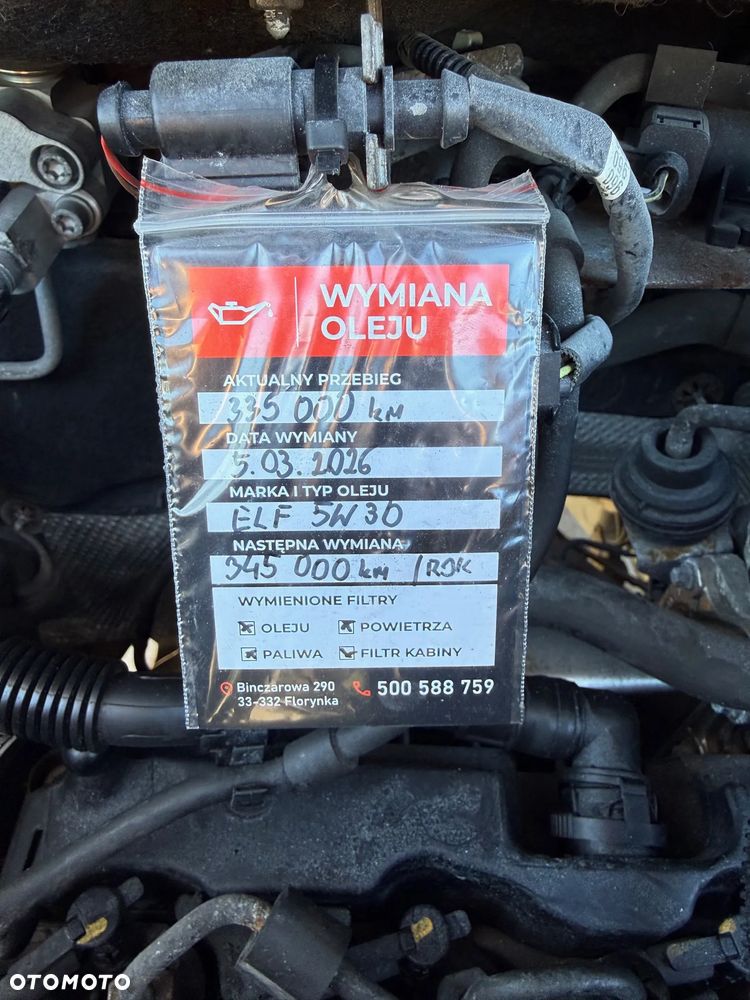 WYMIANA
OLEJU
AKTUALNY PRZEBIEG
335 000 km
DATA WYMIANY
5.03.2026
MARKA I TYP OLEJU
ELF 5W30
NASTĘPNA WYMIANA
345 000 km /ROK
WYMIENIONE FILTRY
OLEJU POWIETRZA
PALIWA FILTR KABINY
Binczarowa 290 500 588 759
33-332 Florynka
OTOMOTO